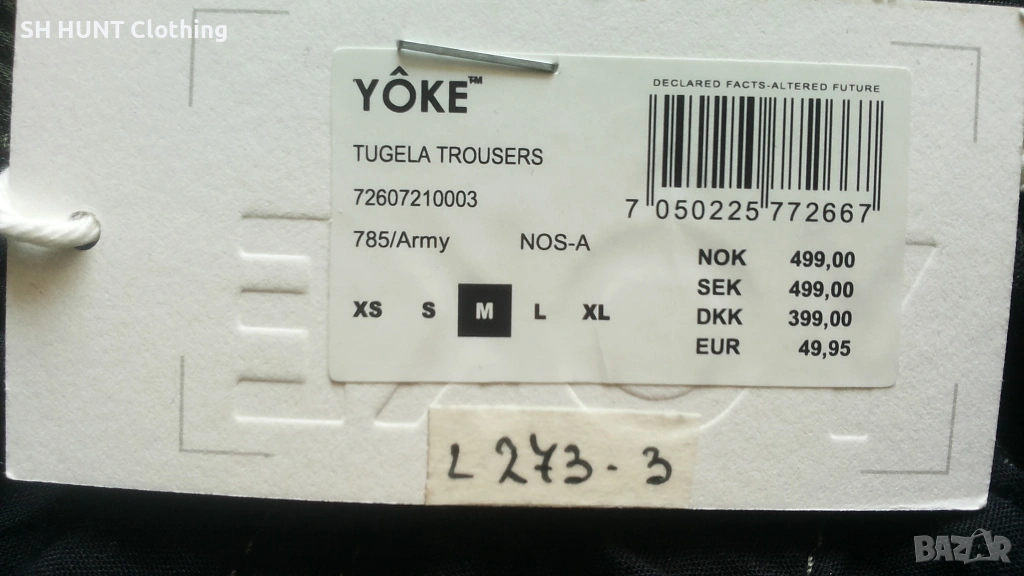 SH HUNT Clothing
YÔKE™
DECLARED FACTS-ALTERED FUTURE
TUGELA TROUSERS
72607210003
7 050225 772667
785/Army NOS-A
XS S M L XL
NOK 499,00
SEK 499,00
DKK 399,00
EUR 49,95
L 273-3
BAZAR